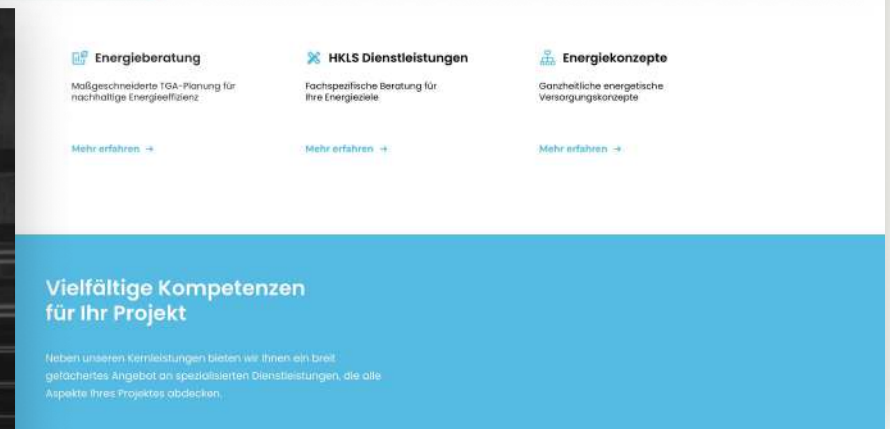 Energieberatung
Maßgeschneiderte TGA-Planung für
nachhaltige Energieeffizienz
Mehr erfahren →
HKLS Dienstleistungen
Fachspezifische Beratung für
Ihre Energieziele
Mehr erfahren →
Energiekonzepte
Ganzheitliche energetische
Versorgungskonzepte
Mehr erfahren →
Vielfältige Kompetenzen
für Ihr Projekt
Neben unseren Kernleistungen bieten wir Ihnen ein breit
gefächertes Angebot an spezialisierten Dienstleistungen, die alle
Aspekte Ihres Projektes abdecken.